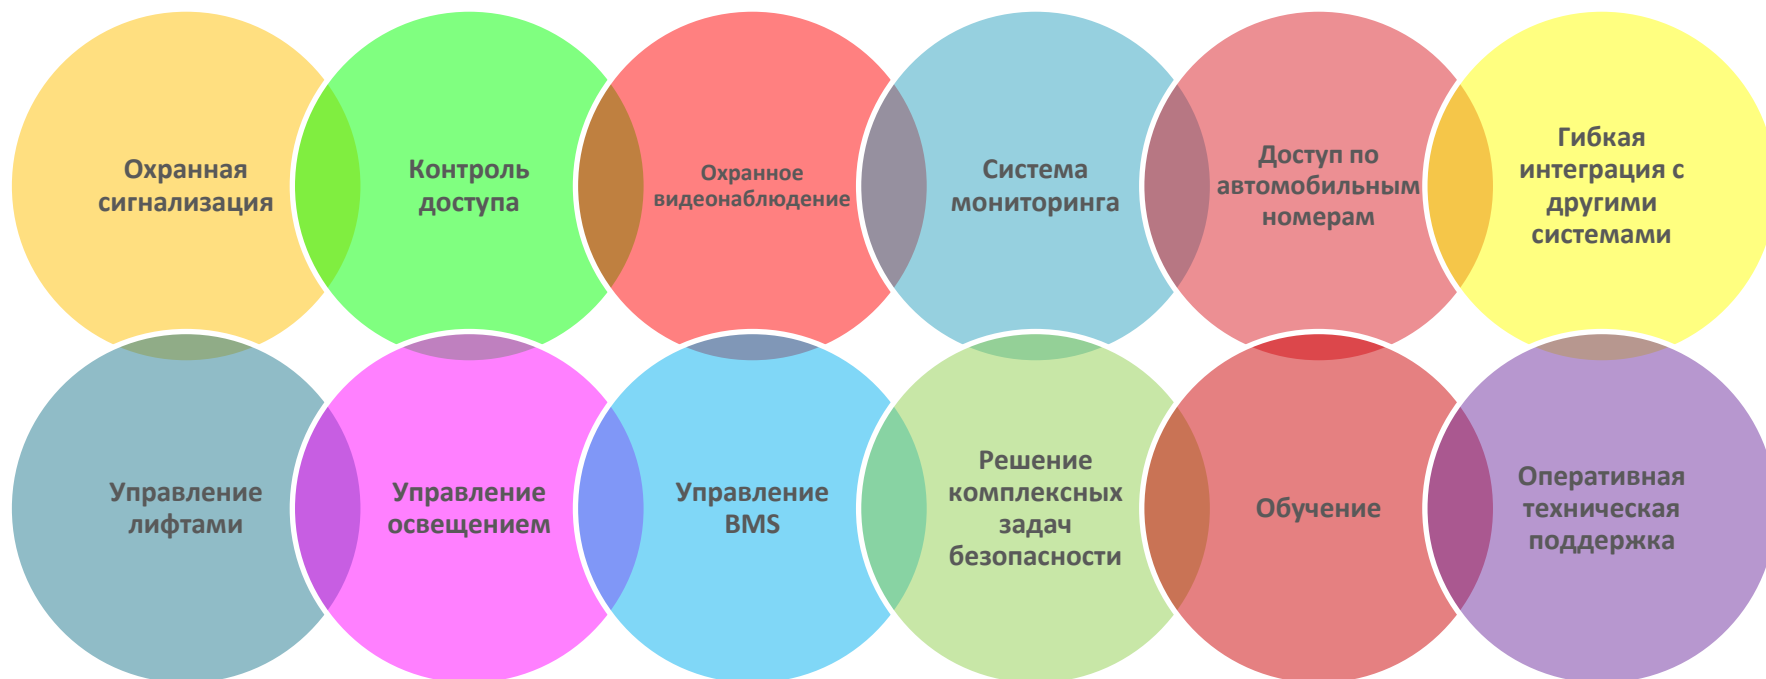 Охранная
сигнализация
Контроль
доступа
Охранное
видеонаблюдение
Система
мониторинга
Доступ по
автомобильным
номерам
Гибкая
интеграция с
другими
системами
Управление
лифтами
Управление
освещением
Управление
BMS
Решение
комплексных
задач
безопасности
Обучение
Оперативная
техническая
поддержка